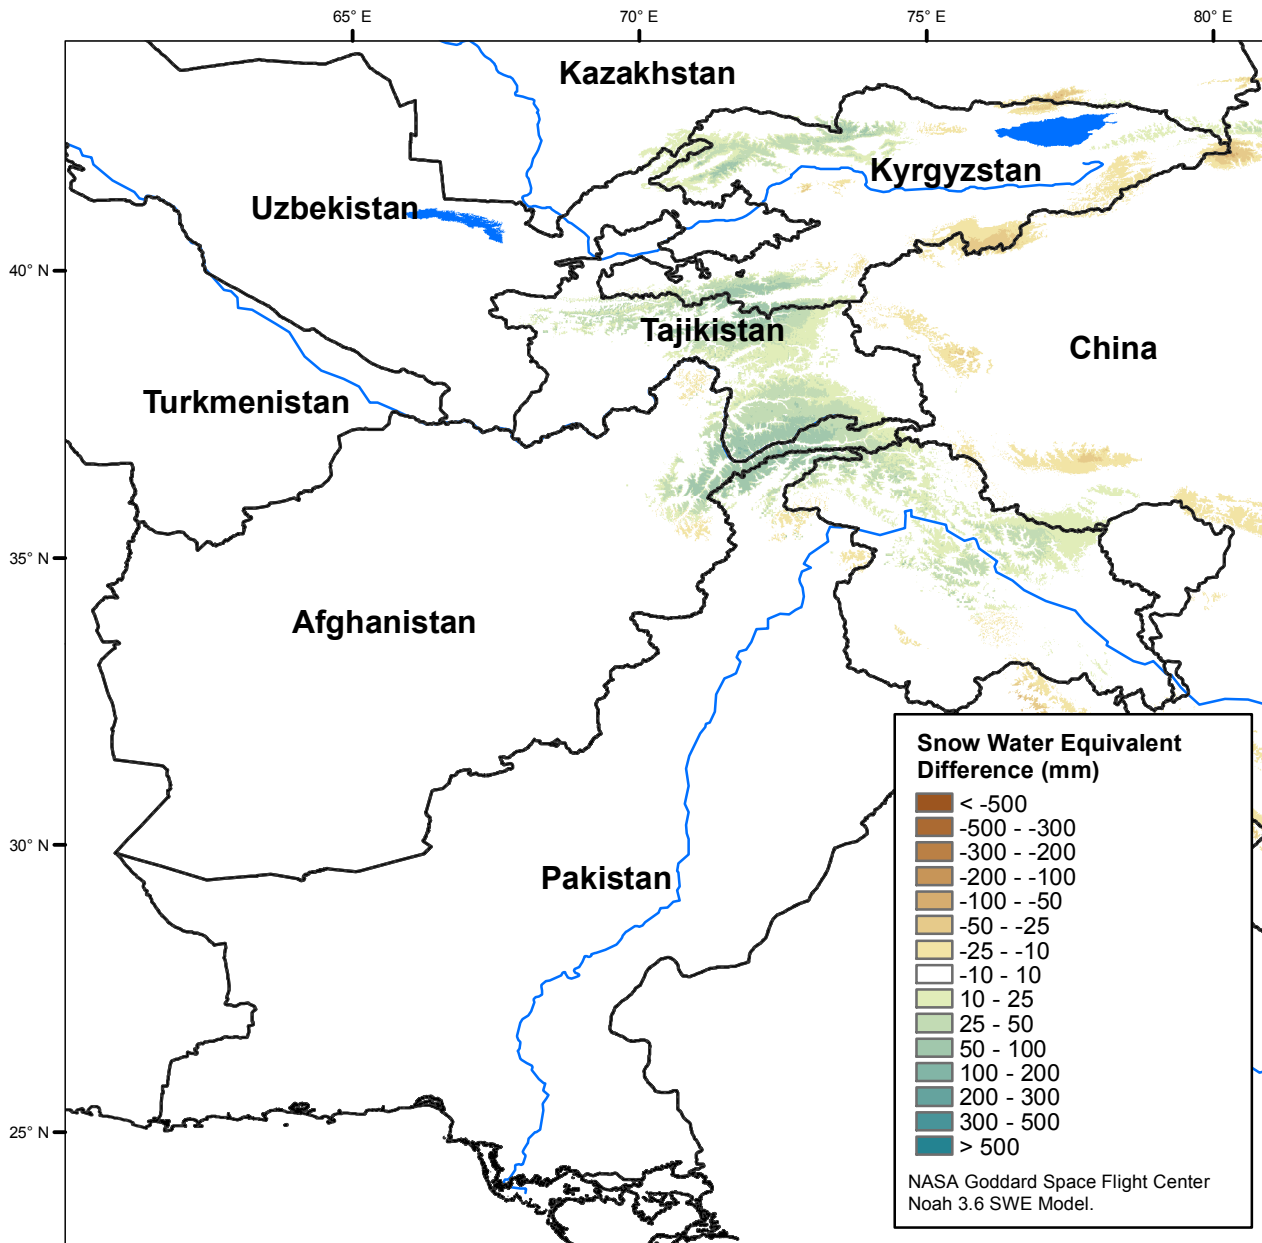 65° E
70° E
75° E
80° E
Kazakhstan
Kyrgyzstan
Uzbekistan
40° N
Tajikistan
China
Turkmenistan
35° N
Afghanistan
30° N
Pakistan
25° N
Snow Water Equivalent
Difference (mm)
< -500
-500 - -300
-300 - -200
-200 - -100
-100 - -50
-50 - -25
-25 - -10
-10 - 10
10 - 25
25 - 50
50 - 100
100 - 200
200 - 300
300 - 500
> 500
NASA Goddard Space Flight Center
Noah 3.6 SWE Model.